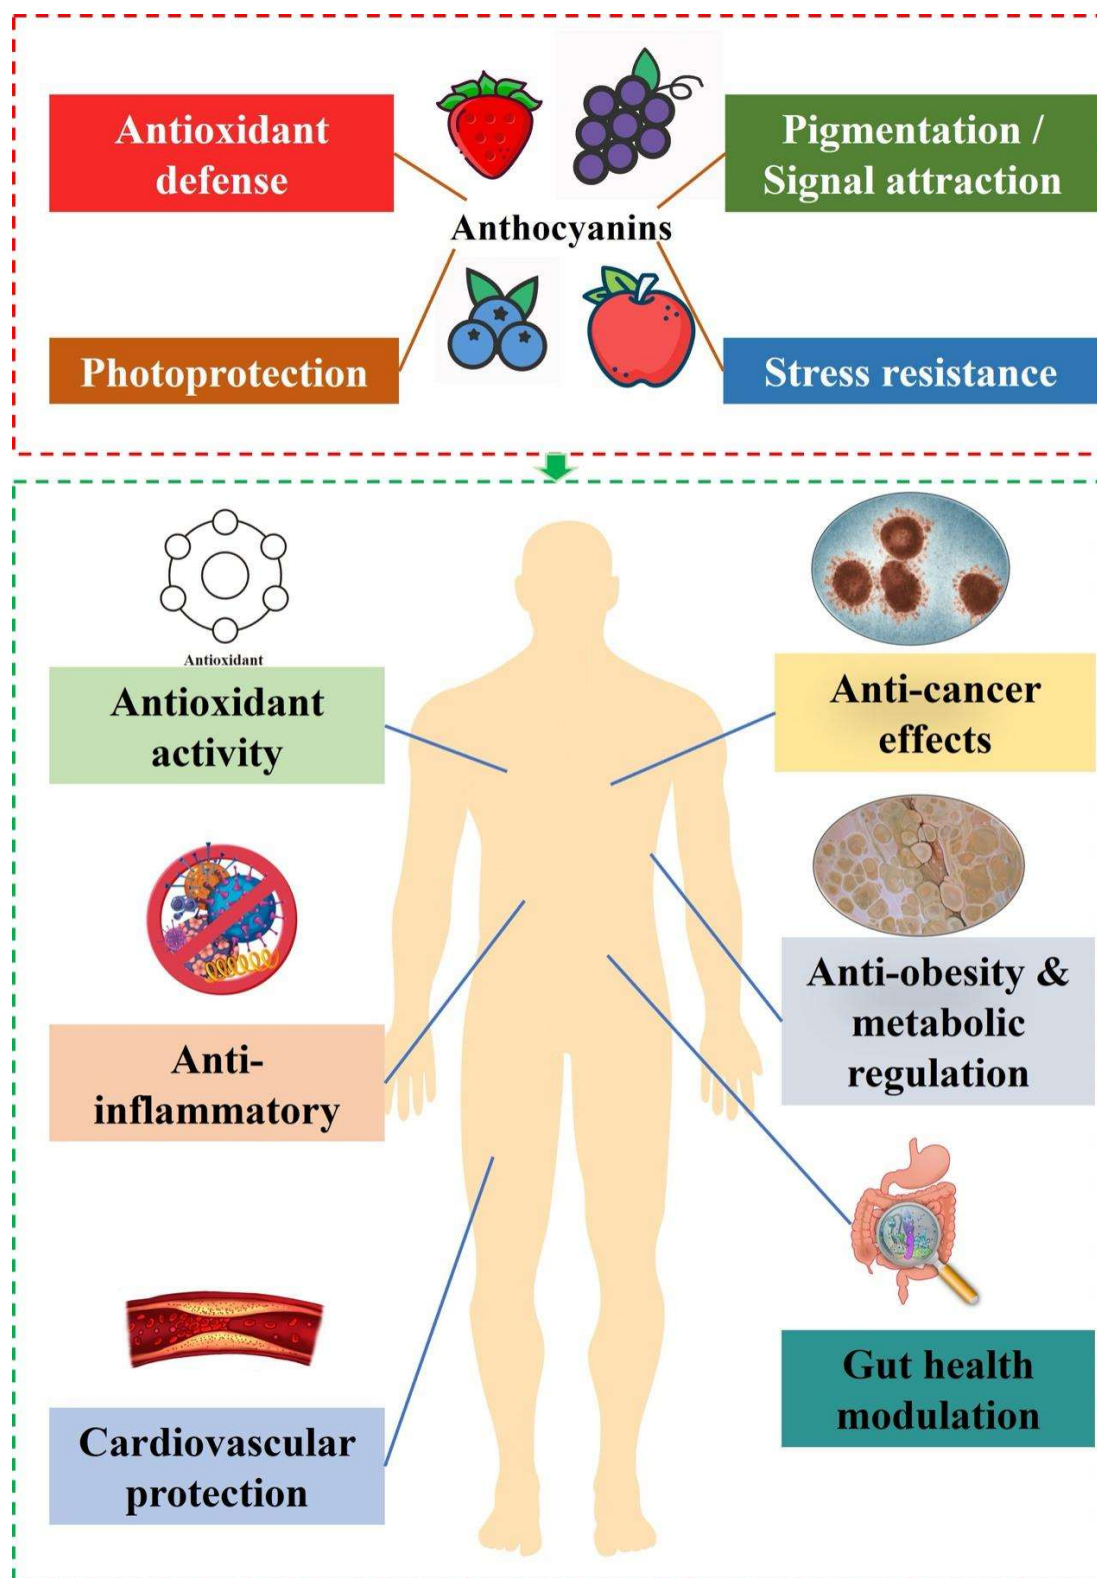 Antioxidant
defense
Pigmentation /
Signal attraction
Anthocyanins
Photoprotection
Stress resistance
Antioxidant
Antioxidant
activity
Anti-cancer
effects
Anti-
inflammatory
Anti-obesity &
metabolic
regulation
Cardiovascular
protection
Gut health
modulation